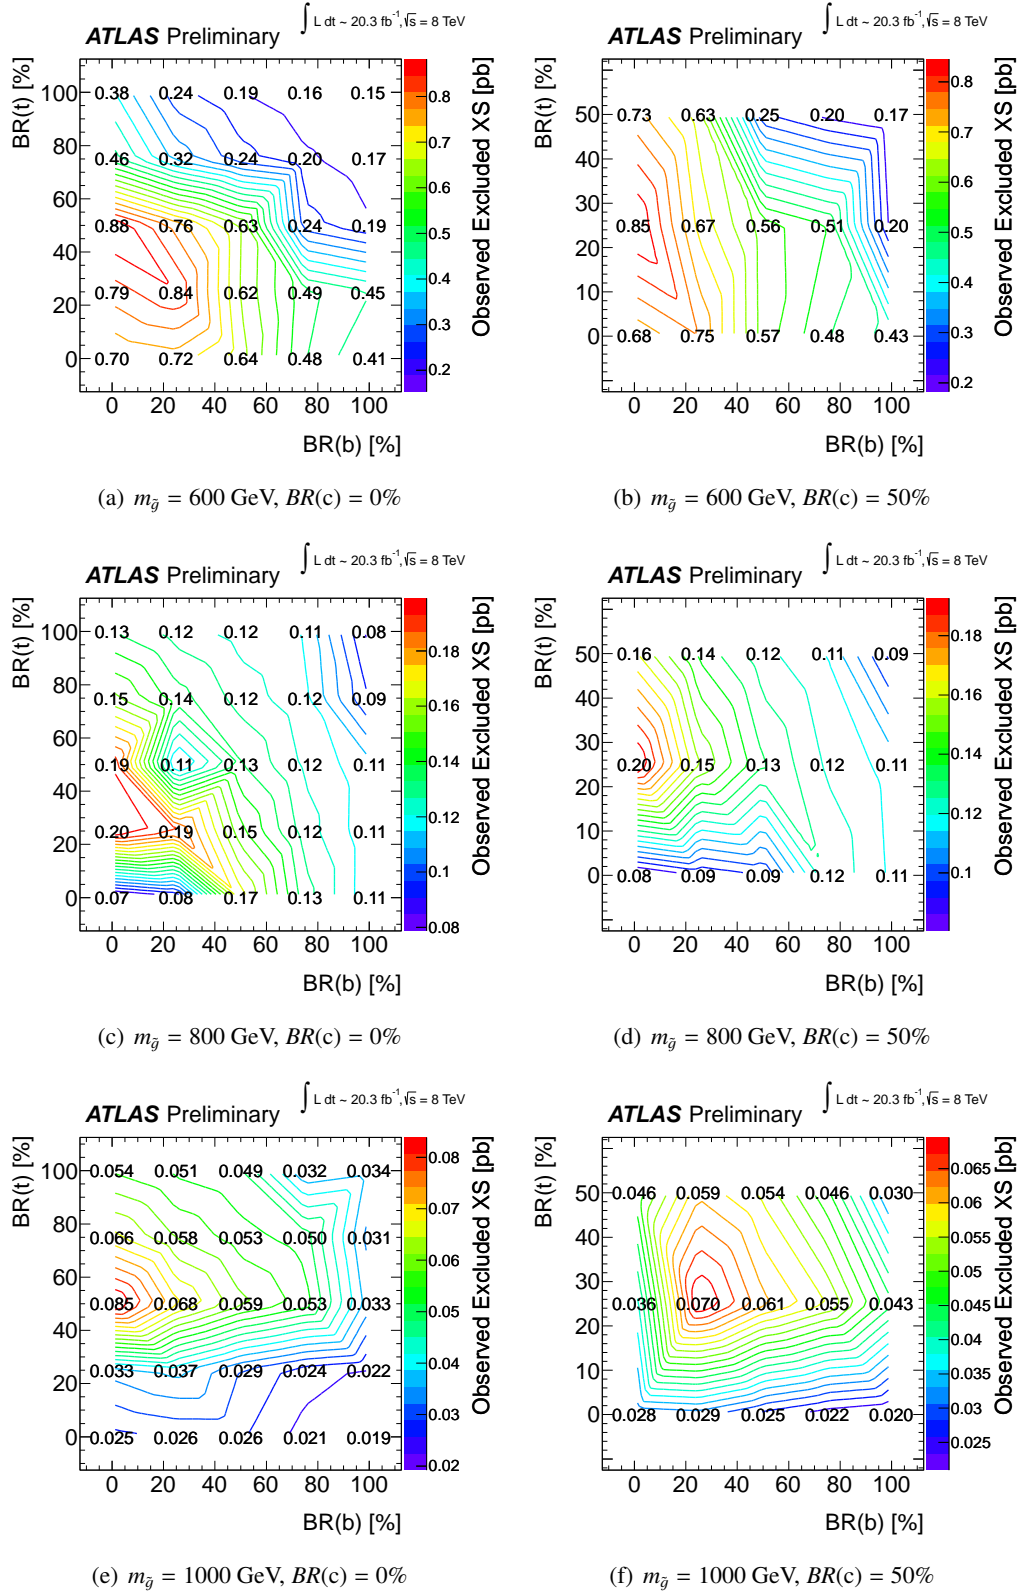 ∫ L dt ~ 20.3 fb⁻¹, √s = 8 TeV
ATLAS Preliminary
BR(t) [%]
100
80
60
40
20
0
0.38 0.24 0.19 0.16 0.15
0.46 0.32 0.24 0.20 0.17
0.88 0.76 0.63 0.24 0.19
0.79 0.84 0.62 0.49 0.45
0.70 0.72 0.64 0.48 0.41
0 20 40 60 80 100
BR(b) [%]
0.8
0.7
0.6
0.5
0.4
0.3
0.2
Observed Excluded XS [pb]
(a) m_g̃ = 600 GeV, BR(c) = 0%
∫ L dt ~ 20.3 fb⁻¹, √s = 8 TeV
ATLAS Preliminary
BR(t) [%]
50
40
30
20
10
0
0.73 0.63 0.25 0.20 0.17
0.85 0.67 0.56 0.51 0.20
0.68 0.75 0.57 0.48 0.43
0 20 40 60 80 100
BR(b) [%]
0.8
0.7
0.6
0.5
0.4
0.3
0.2
Observed Excluded XS [pb]
(b) m_g̃ = 600 GeV, BR(c) = 50%
∫ L dt ~ 20.3 fb⁻¹, √s = 8 TeV
ATLAS Preliminary
BR(t) [%]
100
80
60
40
20
0
0.13 0.12 0.12 0.11 0.08
0.15 0.14 0.12 0.12 0.09
0.19 0.11 0.13 0.12 0.11
0.20 0.19 0.15 0.12 0.11
0.07 0.08 0.17 0.13 0.11
0 20 40 60 80 100
BR(b) [%]
0.18
0.16
0.14
0.12
0.1
0.08
Observed Excluded XS [pb]
(c) m_g̃ = 800 GeV, BR(c) = 0%
∫ L dt ~ 20.3 fb⁻¹, √s = 8 TeV
ATLAS Preliminary
BR(t) [%]
60
50
40
30
20
10
0
0.16 0.14 0.12 0.11 0.09
0.20 0.15 0.13 0.12 0.11
0.08 0.09 0.09 0.12 0.11
0 20 40 60 80 100
BR(b) [%]
0.18
0.16
0.14
0.12
0.1
Observed Excluded XS [pb]
(d) m_g̃ = 800 GeV, BR(c) = 50%
∫ L dt ~ 20.3 fb⁻¹, √s = 8 TeV
ATLAS Preliminary
BR(t) [%]
100
80
60
40
20
0
0.054 0.051 0.049 0.032 0.034
0.066 0.058 0.053 0.050 0.031
0.085 0.068 0.059 0.053 0.033
0.033 0.037 0.029 0.024 0.022
0.025 0.026 0.026 0.021 0.019
0 20 40 60 80 100
BR(b) [%]
0.08
0.07
0.06
0.05
0.04
0.03
0.02
Observed Excluded XS [pb]
(e) m_g̃ = 1000 GeV, BR(c) = 0%
∫ L dt ~ 20.3 fb⁻¹, √s = 8 TeV
ATLAS Preliminary
BR(t) [%]
50
40
30
20
10
0
0.046 0.059 0.054 0.046 0.030
0.036 0.070 0.061 0.055 0.043
0.028 0.029 0.025 0.022 0.020
0 20 40 60 80 100
BR(b) [%]
0.065
0.06
0.055
0.05
0.045
0.04
0.035
0.03
0.025
Observed Excluded XS [pb]
(f) m_g̃ = 1000 GeV, BR(c) = 50%